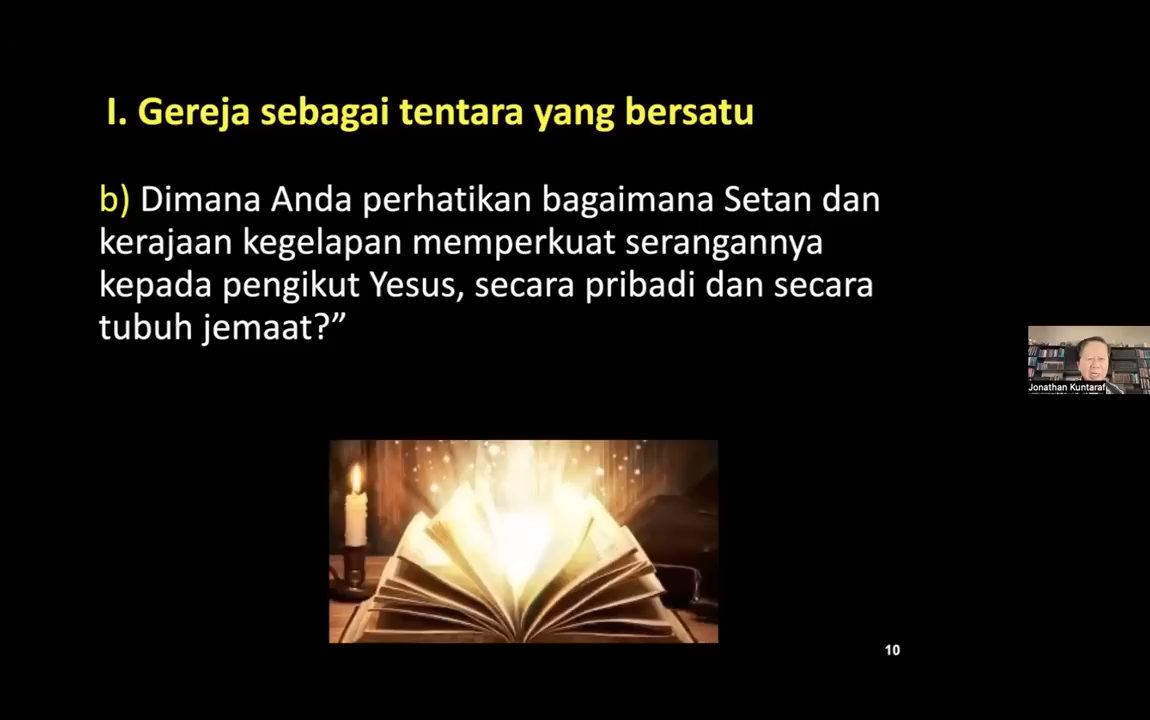 I. Gereja sebagai tentara yang bersatu
b) Dimana Anda perhatikan bagaimana Setan dan
kerajaan kegelapan memperkuat serangannya
kepada pengikut Yesus, secara pribadi dan secara
tubuh jemaat?”
Jonathan Kuntaraf
10